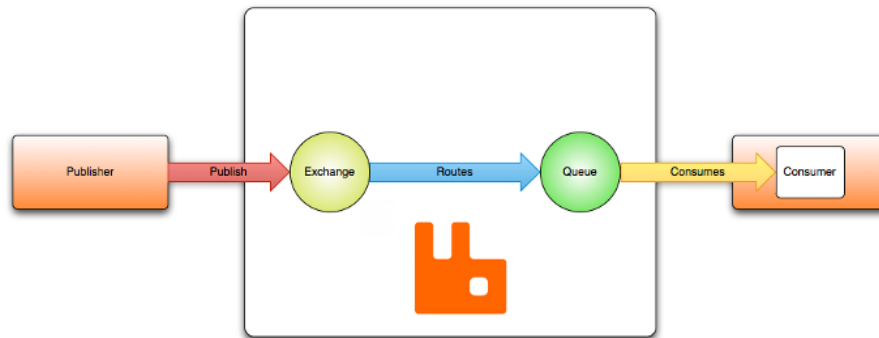 Publisher
Publish
Exchange
Routes
Queue
Consumes
Consumer